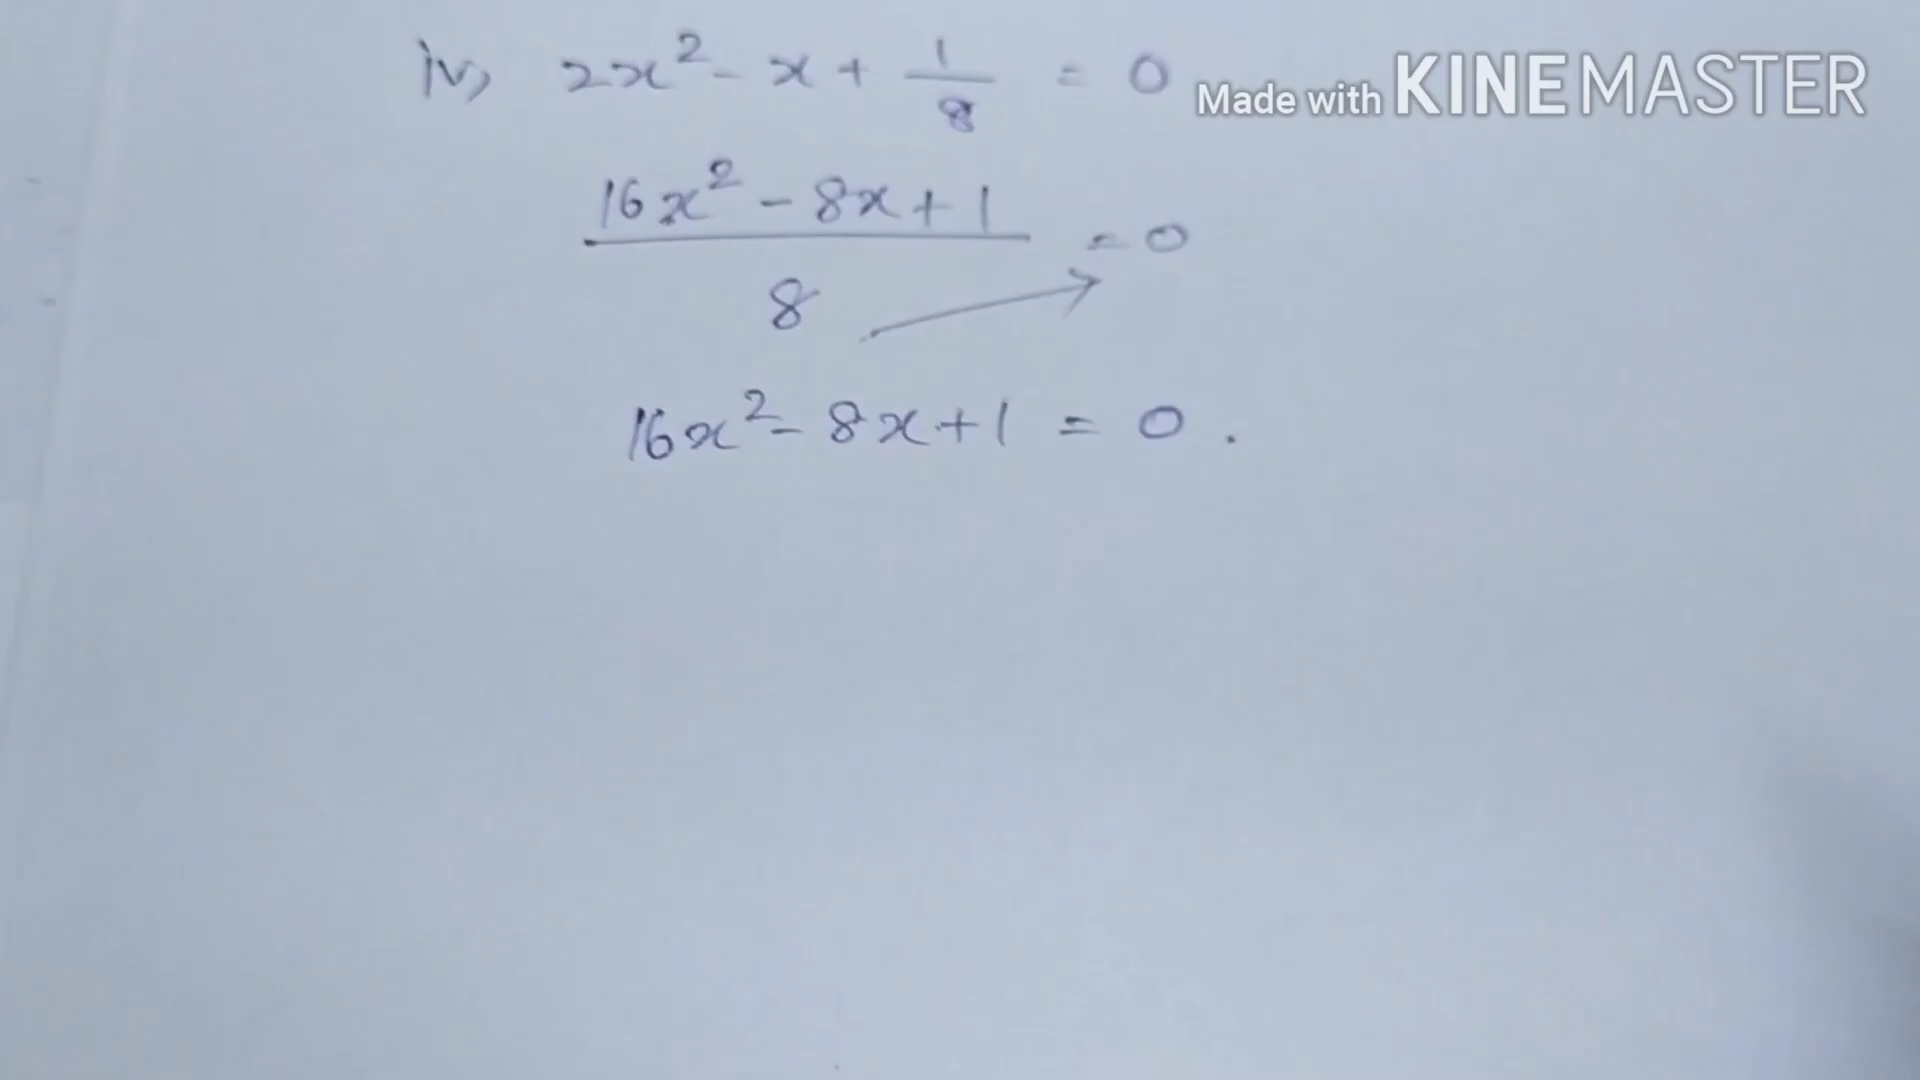 iv, 2x² - x + 1/8 = 0
Made with KINEMASTER
16x² - 8x + 1 / 8 = 0
16x² - 8x + 1 = 0 .